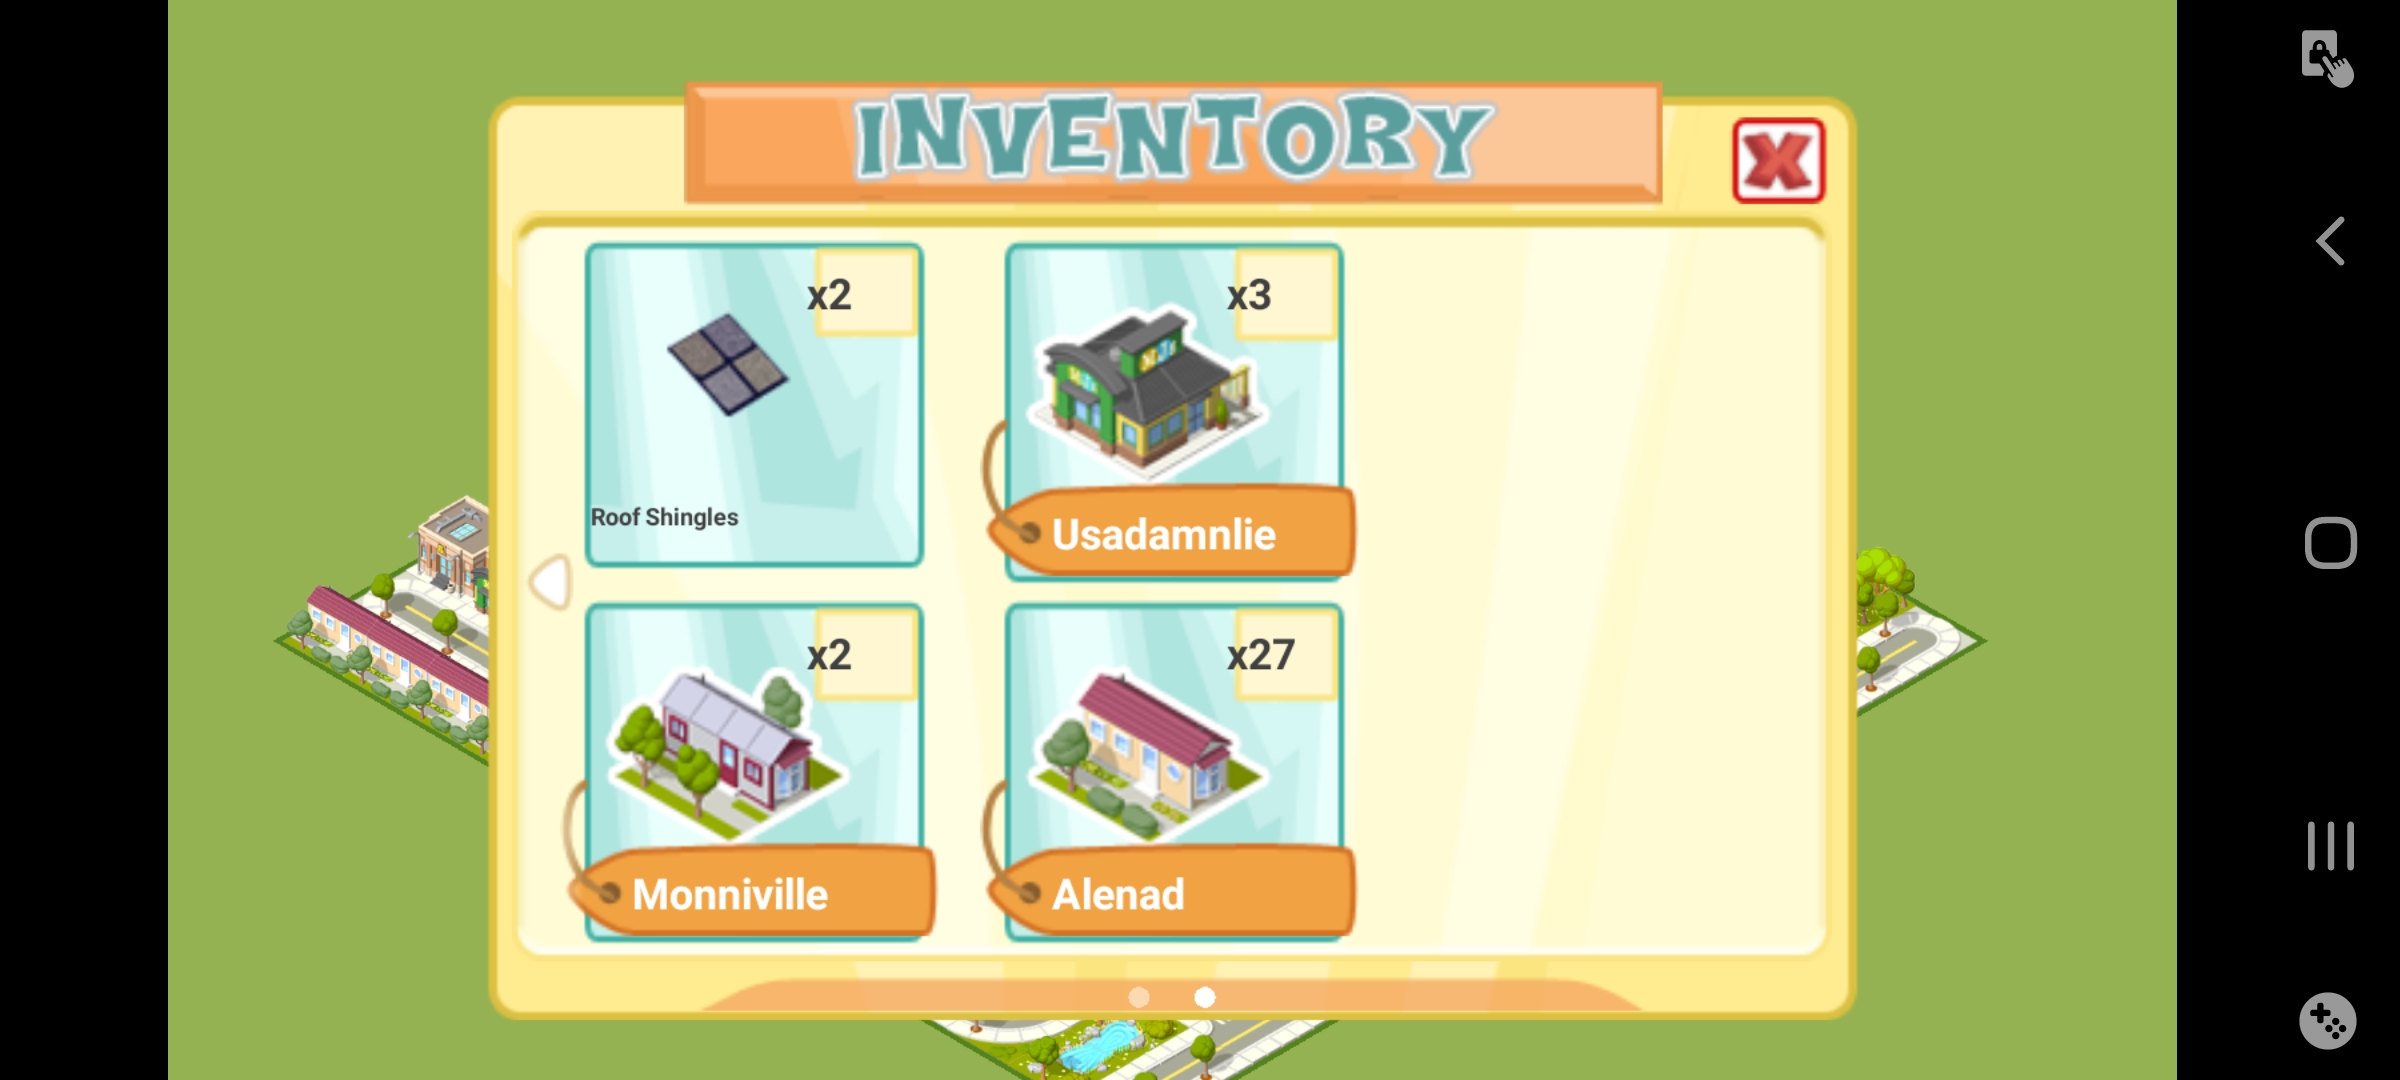 INVENTORY
x2
Roof Shingles
x3
Usadamnlie
x2
Monniville
x27
Alenad